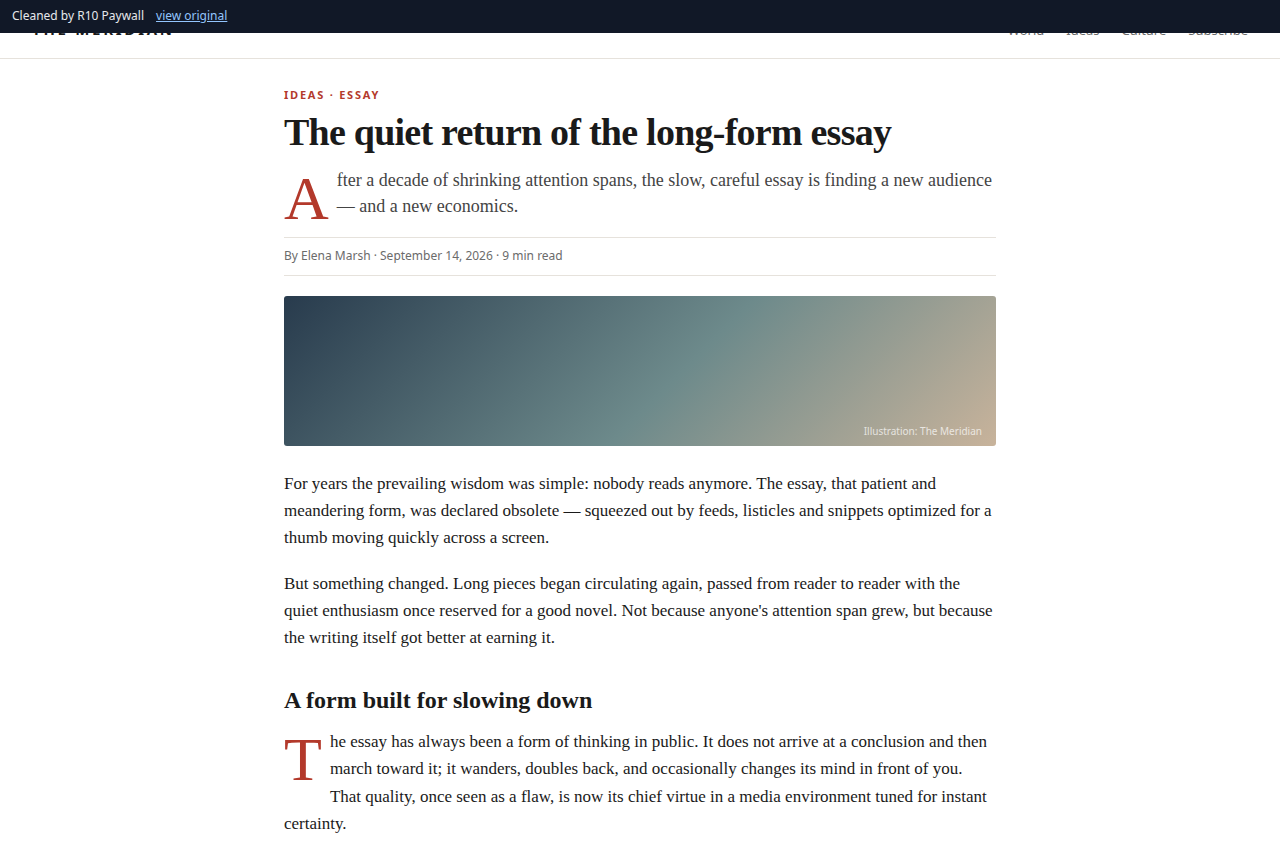 Cleaned by R10 Paywall view original
IDEAS · ESSAY
The quiet return of the long-form essay
After a decade of shrinking attention spans, the slow, careful essay is finding a new audience
— and a new economics.
By Elena Marsh · September 14, 2026 · 9 min read
Illustration: The Meridian
For years the prevailing wisdom was simple: nobody reads anymore. The essay, that patient and
meandering form, was declared obsolete — squeezed out by feeds, listicles and snippets optimized for a
thumb moving quickly across a screen.
But something changed. Long pieces began circulating again, passed from reader to reader with the
quiet enthusiasm once reserved for a good novel. Not because anyone's attention span grew, but because
the writing itself got better at earning it.
A form built for slowing down
The essay has always been a form of thinking in public. It does not arrive at a conclusion and then
march toward it; it wanders, doubles back, and occasionally changes its mind in front of you.
That quality, once seen as a flaw, is now its chief virtue in a media environment tuned for instant
certainty.